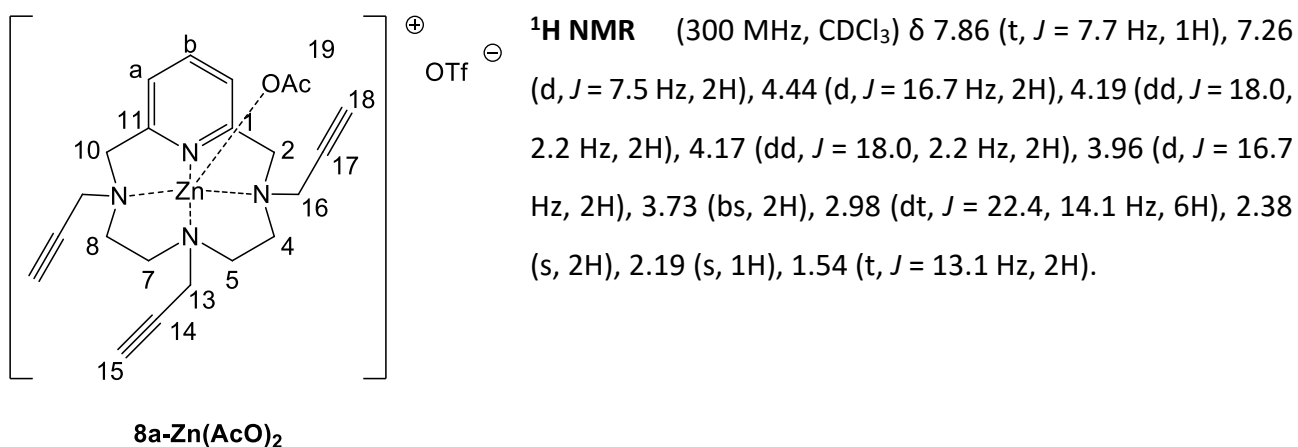 19
b
OAc
⊕
OTf ⊖
a
18
11
1
N
10
2
17
Zn
N
N
16
8
N
4
7
5
13
14
15
8a-Zn(AcO)₂
¹H NMR (300 MHz, CDCl₃) δ 7.86 (t, J = 7.7 Hz, 1H), 7.26
(d, J = 7.5 Hz, 2H), 4.44 (d, J = 16.7 Hz, 2H), 4.19 (dd, J = 18.0,
2.2 Hz, 2H), 4.17 (dd, J = 18.0, 2.2 Hz, 2H), 3.96 (d, J = 16.7
Hz, 2H), 3.73 (bs, 2H), 2.98 (dt, J = 22.4, 14.1 Hz, 6H), 2.38
(s, 2H), 2.19 (s, 1H), 1.54 (t, J = 13.1 Hz, 2H).